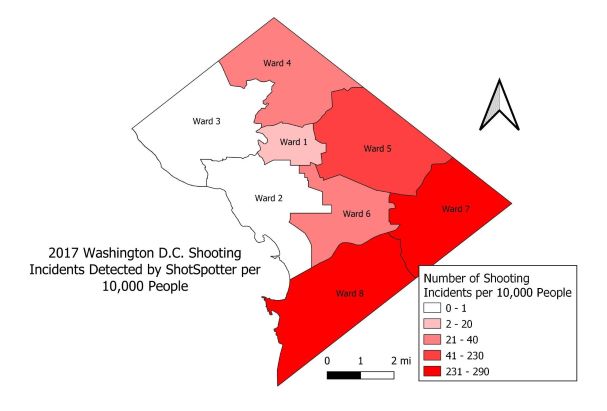 Ward 4
Ward 3
Ward 1
Ward 5
Ward 2
Ward 7
Ward 6
2017 Washington D.C. Shooting
Incidents Detected by ShotSpotter per
10,000 People
Ward 8
Number of Shooting
Incidents per 10,000 People
0 - 1
2 - 20
21 - 40
41 - 230
231 - 290
0 1 2 mi